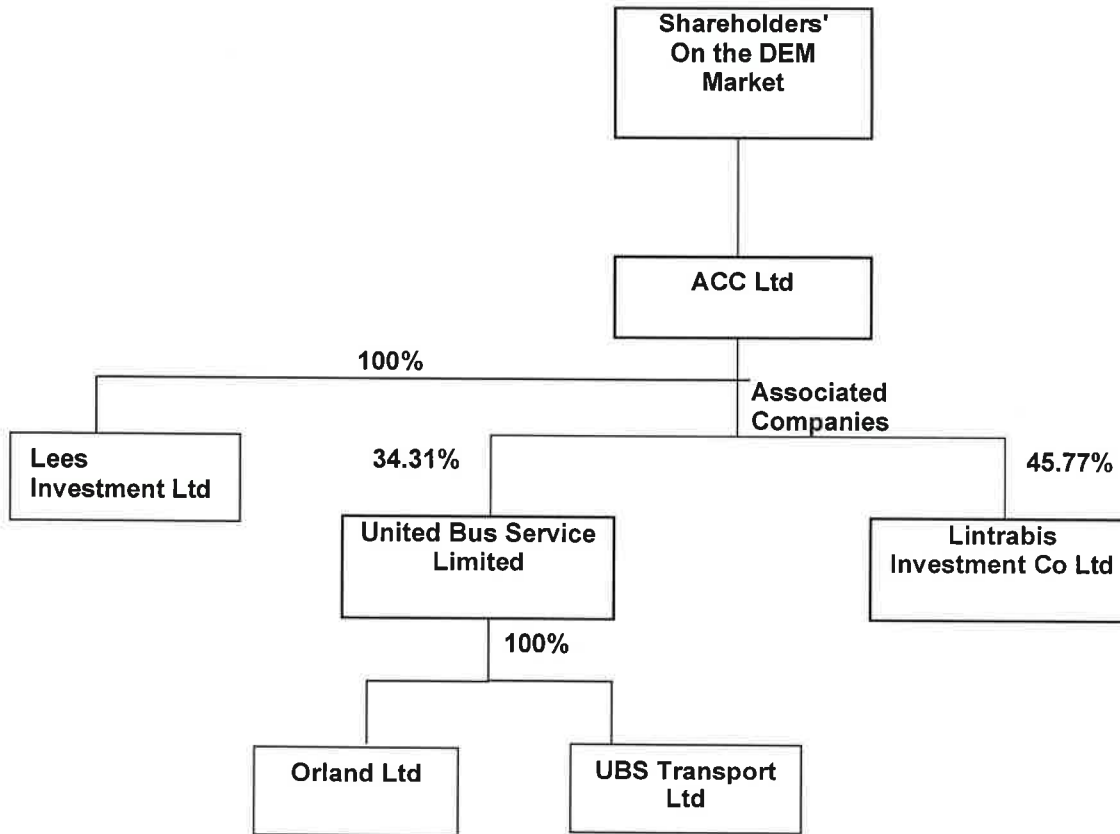 Shareholders'
On the DEM
Market
ACC Ltd
100%
Associated
Companies
Lees
Investment Ltd
34.31%
45.77%
United Bus Service
Limited
Lintrabis
Investment Co Ltd
100%
Orland Ltd
UBS Transport
Ltd